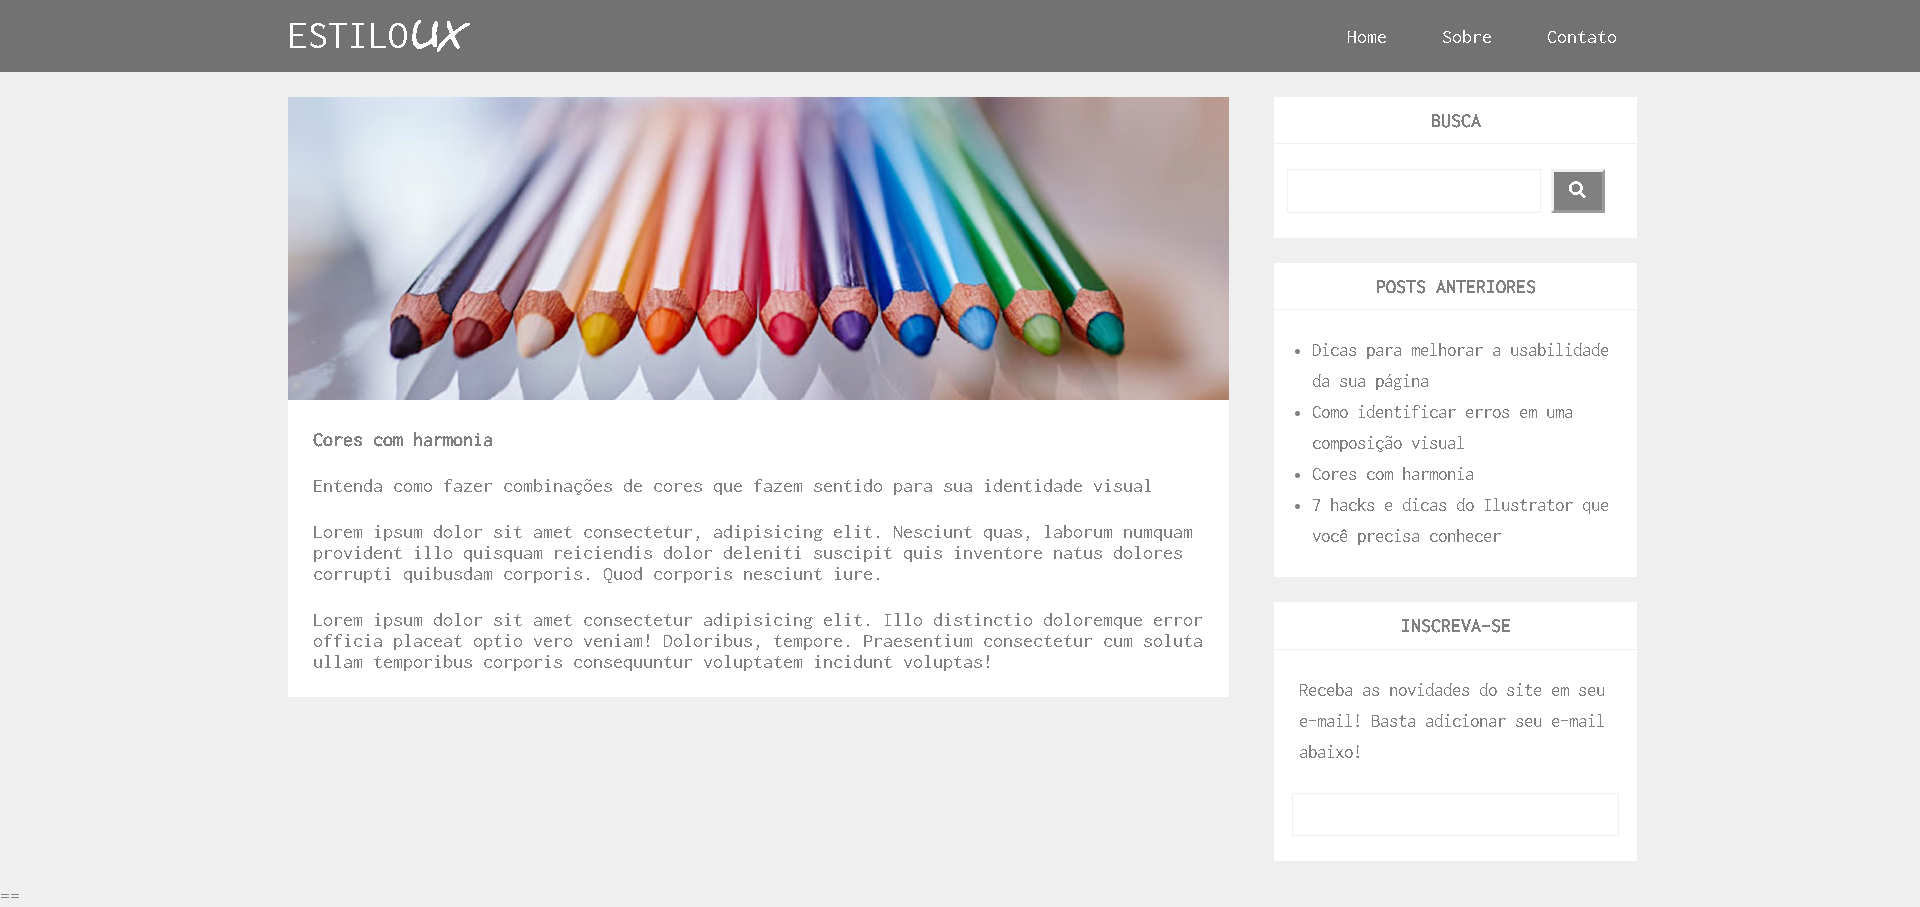 ESTILOUX
Home Sobre Contato
Cores com harmonia
Entenda como fazer combinações de cores que fazem sentido para sua identidade visual
Lorem ipsum dolor sit amet consectetur, adipisicing elit. Nesciunt quas, laborum numquam
provident illo quisquam reiciendis dolor deleniti suscipit quis inventore natus dolores
corrupti quibusdam corporis. Quod corporis nesciunt iure.
Lorem ipsum dolor sit amet consectetur adipisicing elit. Illo distinctio doloremque error
officia placeat optio vero veniam! Doloribus, tempore. Praesentium consectetur cum soluta
ullam temporibus corporis consequuntur voluptatem incidunt voluptas!
BUSCA
POSTS ANTERIORES
• Dicas para melhorar a usabilidade
da sua página
• Como identificar erros em uma
composição visual
• Cores com harmonia
• 7 hacks e dicas do Ilustrator que
você precisa conhecer
INSCREVA-SE
Receba as novidades do site em seu
e-mail! Basta adicionar seu e-mail
abaixo!
==